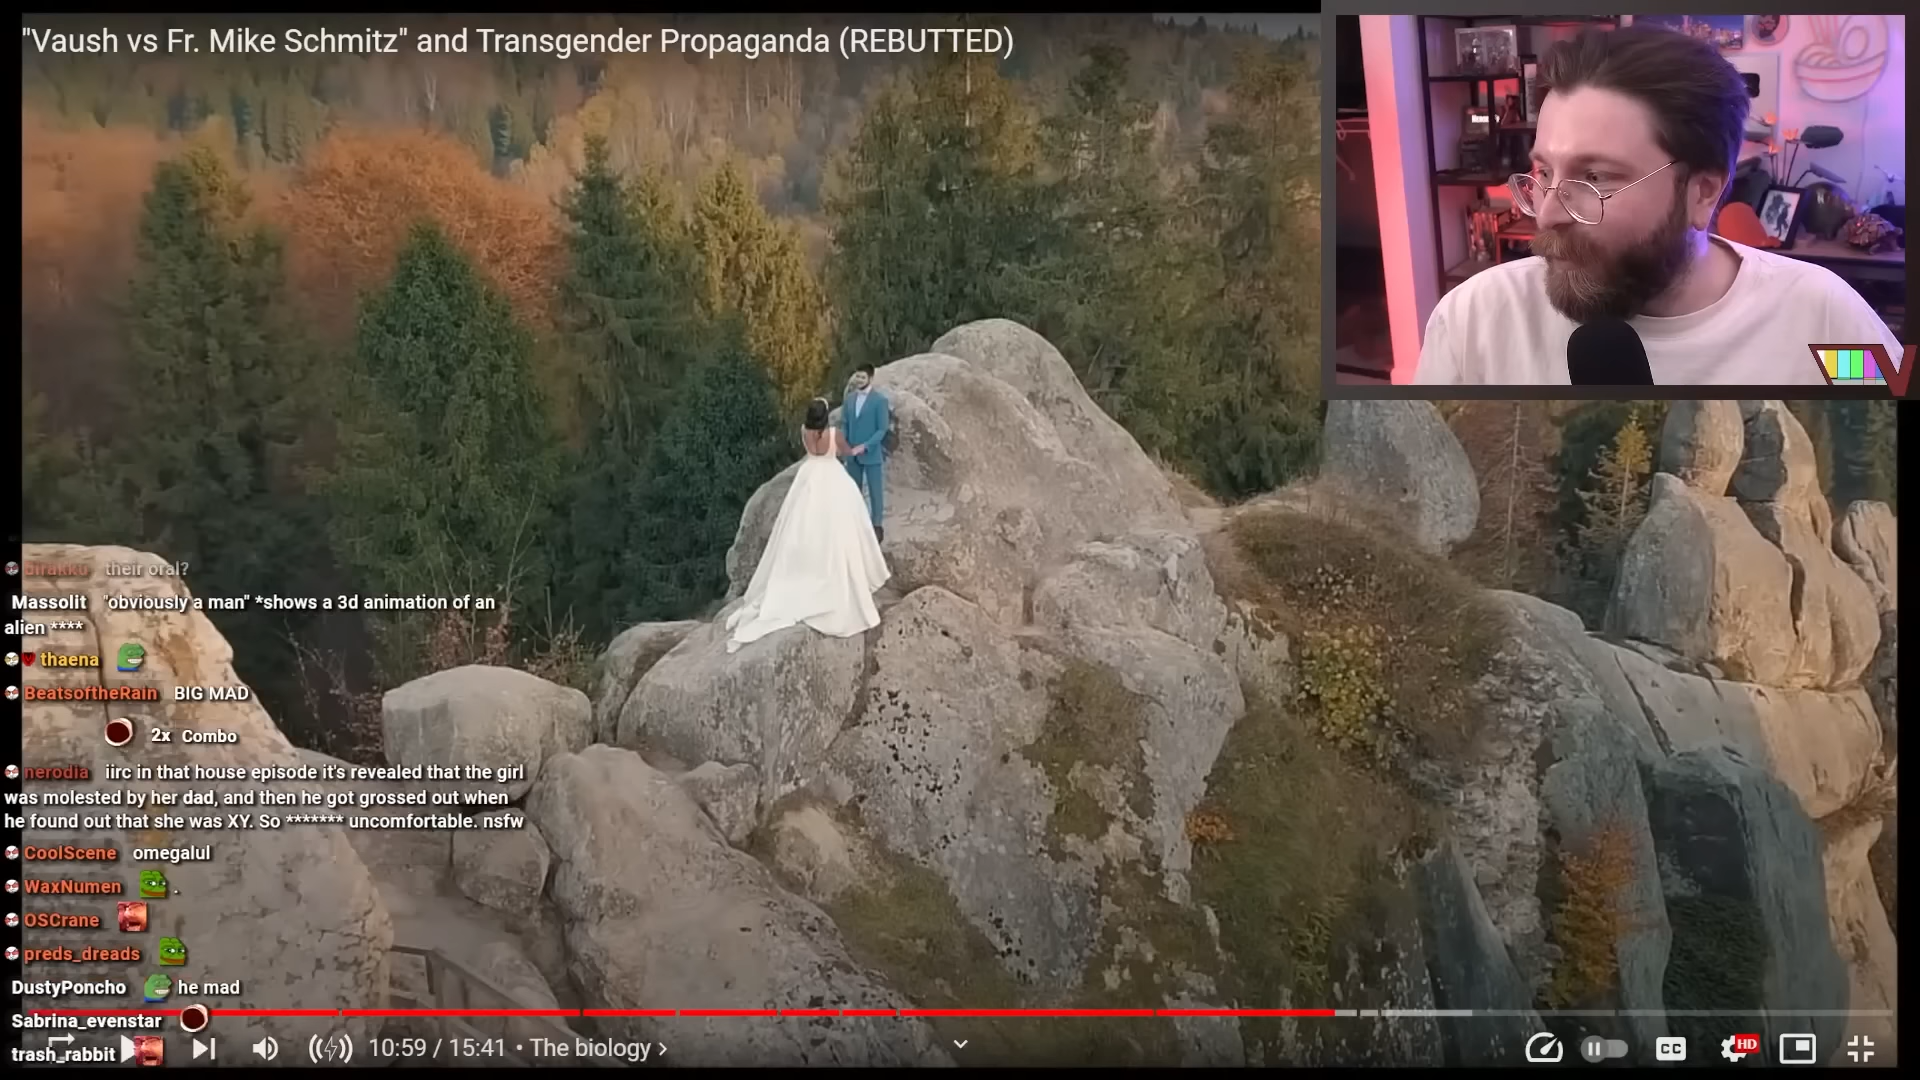 "Vaush vs Fr. Mike Schmitz" and Transgender Propaganda (REBUTTED)
birakku their oral?
Massolit "obviously a man" *shows a 3d animation of an
alien ****
thaena
BeatsoftheRain BIG MAD
2x Combo
nerodia iirc in that house episode it's revealed that the girl
was molested by her dad, and then he got grossed out when
he found out that she was XY. So ******* uncomfortable. nsfw
CoolScene omegalul
WaxNumen .
OSCrane
preds_dreads
DustyPoncho he mad
Sabrina_evenstar
trash_rabbit
10:59 / 15:41 • The biology ›
CC
HD